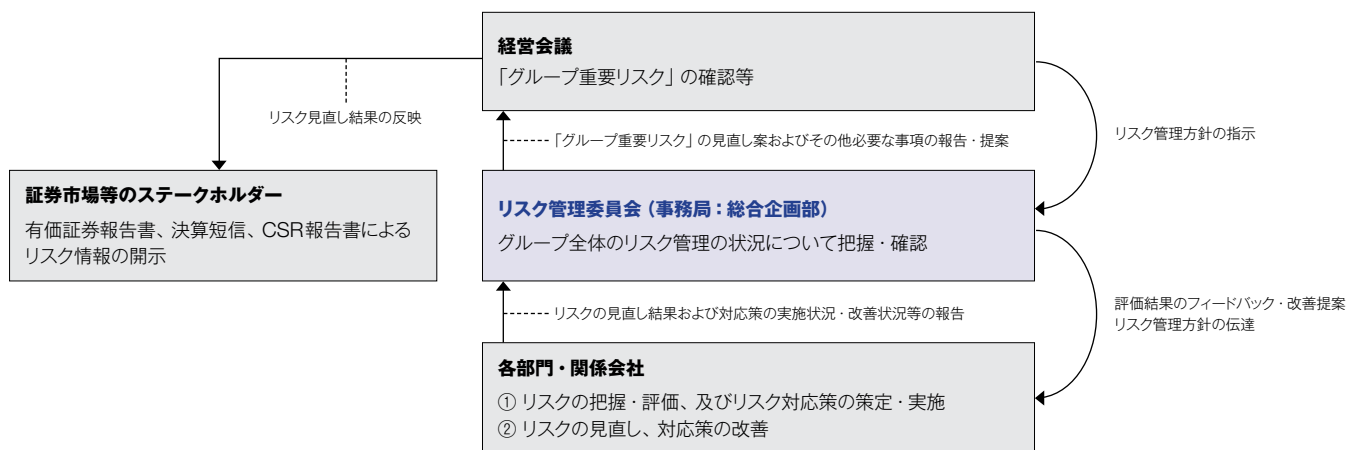 経営会議
「グループ重要リスク」の確認等
リスク見直し結果の反映
「グループ重要リスク」の見直し案およびその他必要な事項の報告・提案
リスク管理方針の指示
証券市場等のステークホルダー
有価証券報告書、決算短信、CSR報告書による
リスク情報の開示
リスク管理委員会（事務局：総合企画部）
グループ全体のリスク管理の状況について把握・確認
リスクの見直し結果および対応策の実施状況・改善状況等の報告
評価結果のフィードバック・改善提案
リスク管理方針の伝達
各部門・関係会社
① リスクの把握・評価、及びリスク対応策の策定・実施
② リスクの見直し、対応策の改善